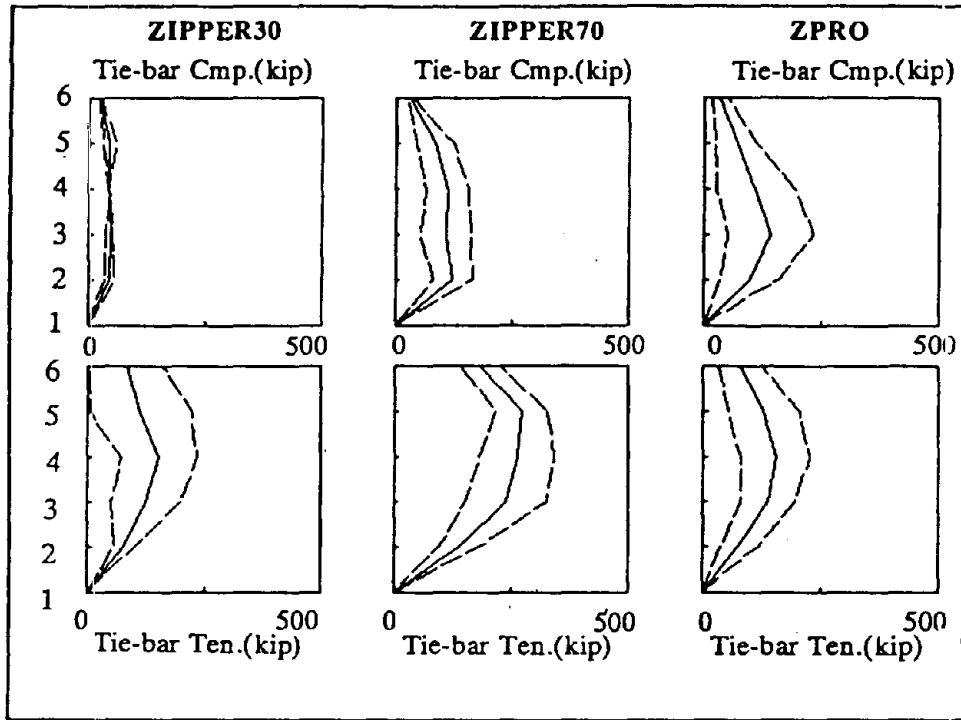 ZIPPER30 ZIPPER70 ZPRO
Tie-bar Cmp.(kip) Tie-bar Cmp.(kip) Tie-bar Cmp.(kip)
6
5
4
3
2
1
0 500 0 500 0 500
6
5
4
3
2
1
0 500 0 500 0 500
Tie-bar Ten.(kip) Tie-bar Ten.(kip) Tie-bar Ten.(kip)